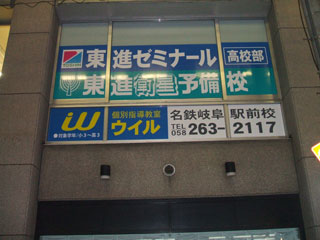 東進ゼミナール 高校部
東進衛星予備校
個別指導教室
ウイル
名鉄岐阜 駅前校
TEL 058 263-2117